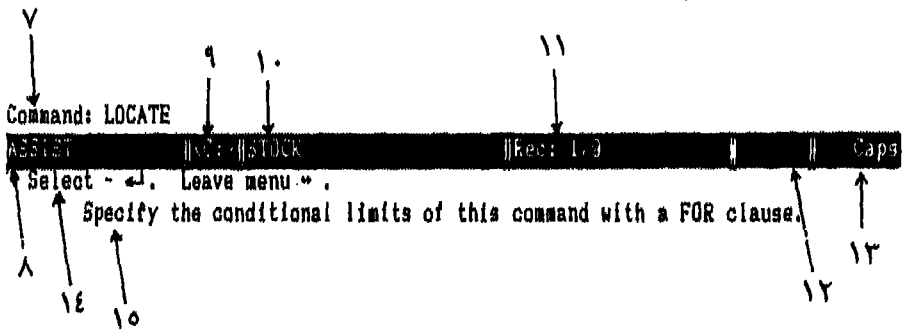 ٧
٩ ١٠ ١١
Command: LOCATE
ASSIST ||<C:>||STOCK ||Rec: 1/9 || || Caps
Select - ↵. Leave menu ↔ .
Specify the conditional limits of this command with a FOR clause.
٨ ١٤ ١٥ ١٢ ١٣